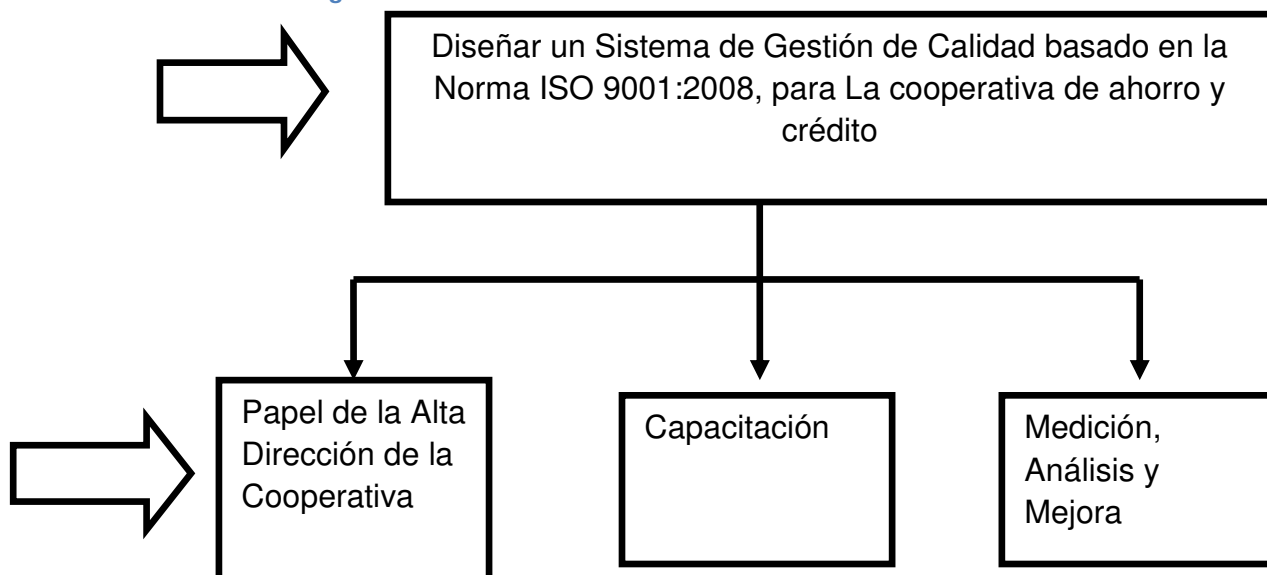 Diseñar un Sistema de Gestión de Calidad basado en la
Norma ISO 9001:2008, para La cooperativa de ahorro y
crédito
Papel de la Alta
Dirección de la
Cooperativa
Capacitación
Medición,
Análisis y
Mejora